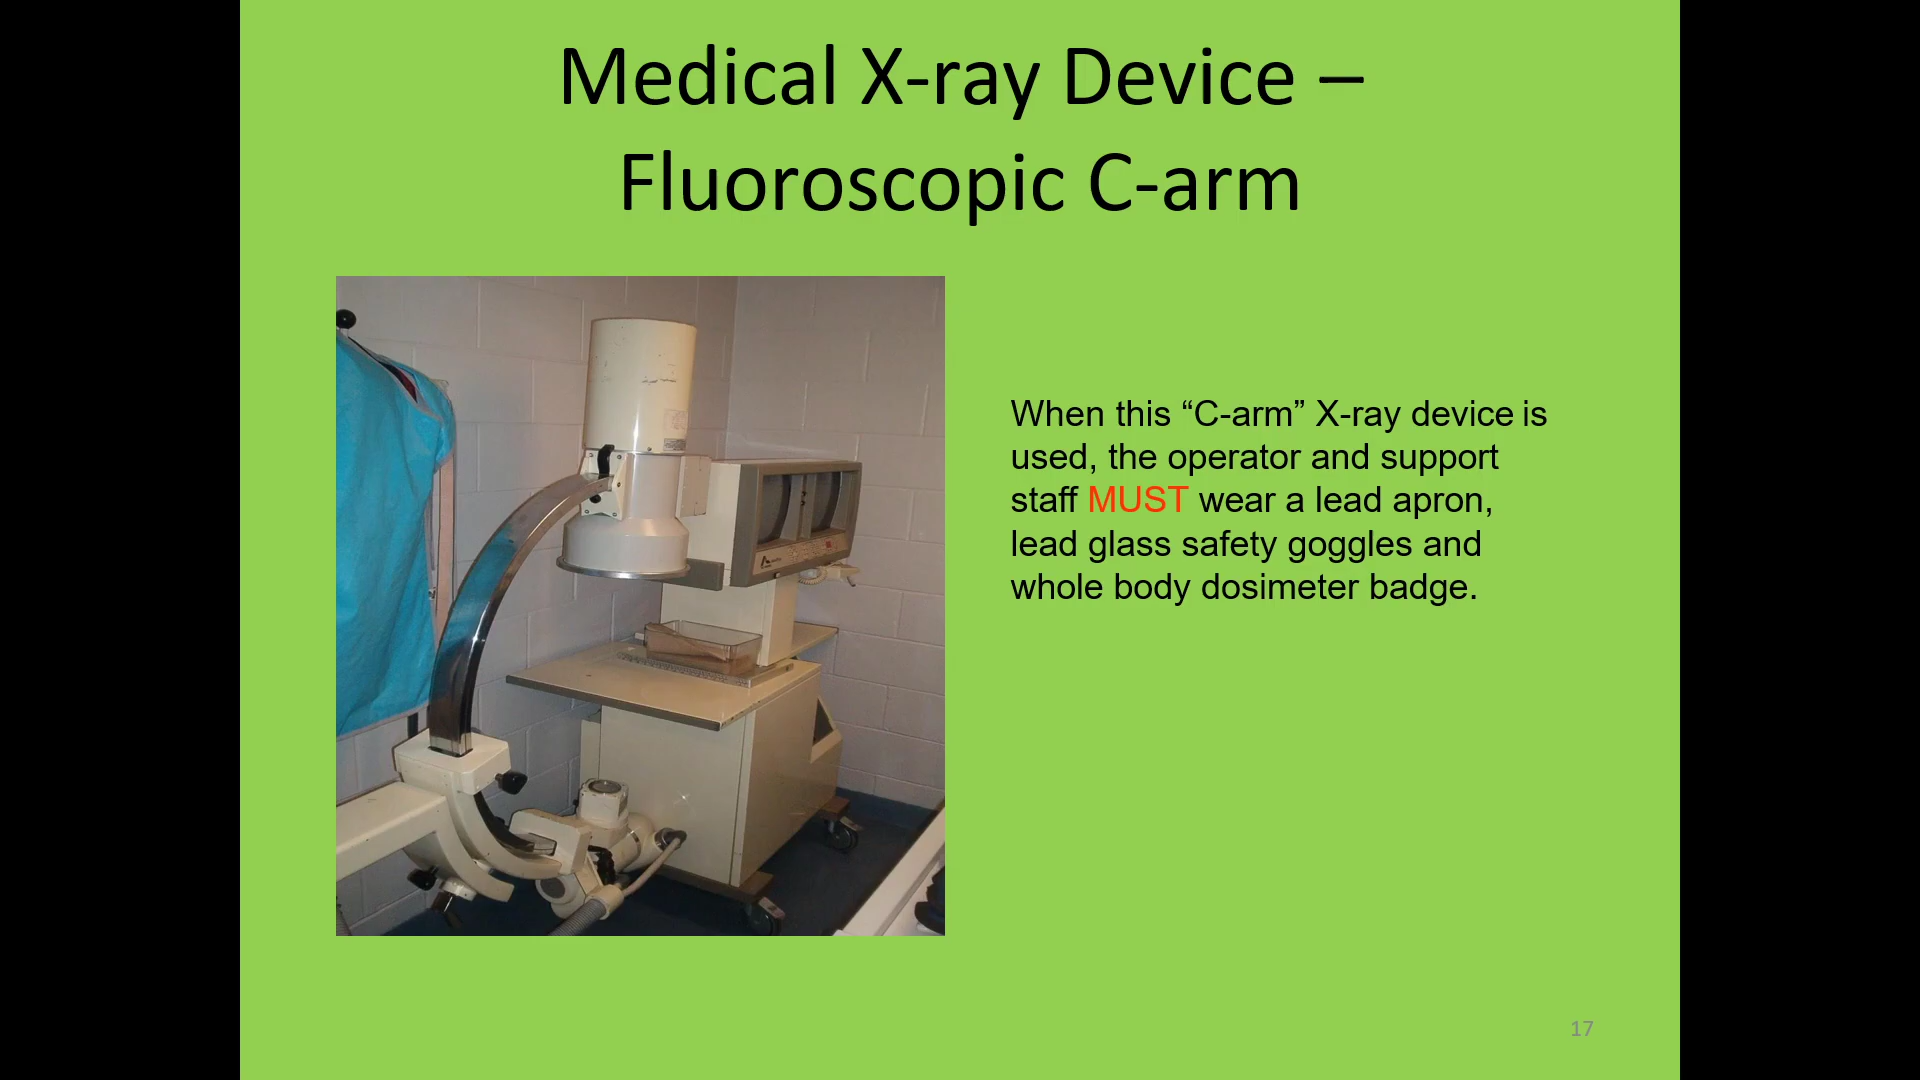 Medical X-ray Device –
Fluoroscopic C-arm
When this “C-arm” X-ray device is
used, the operator and support
staff MUST wear a lead apron,
lead glass safety goggles and
whole body dosimeter badge.
17